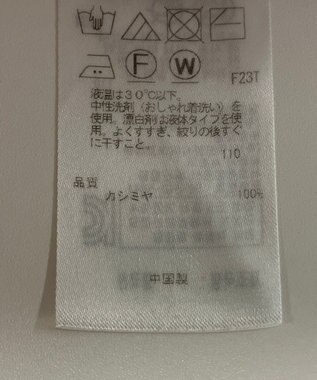 F W
F23T
液温は30℃以下。
中性洗剤（おしゃれ着洗い）を
使用。漂白剤は液体タイプを使
用。よくすすぎ、絞りの後すぐ
に干すこと。
110
品質
カシミヤ 100%
中国製